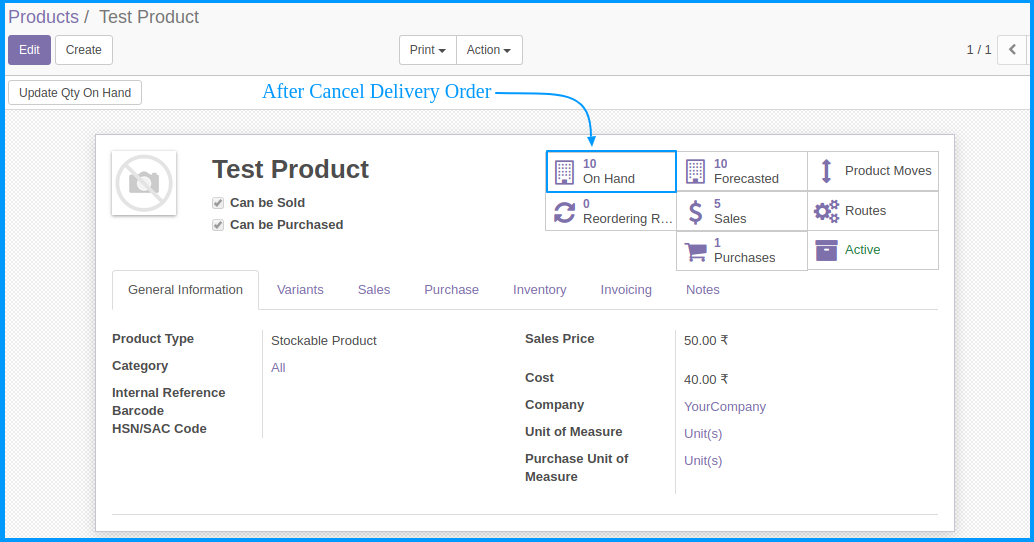 Products / Test Product
Edit Create Print Action 1 / 1
Update Qty On Hand
After Cancel Delivery Order
Test Product
Can be Sold
Can be Purchased
10
On Hand
10
Forecasted
Product Moves
0
Reordering R...
5
Sales
Routes
1
Purchases
Active
General Information Variants Sales Purchase Inventory Invoicing Notes
Product Type Stockable Product
Category All
Internal Reference
Barcode
HSN/SAC Code
Sales Price 50.00 ₹
Cost 40.00 ₹
Company YourCompany
Unit of Measure Unit(s)
Purchase Unit of Unit(s)
Measure